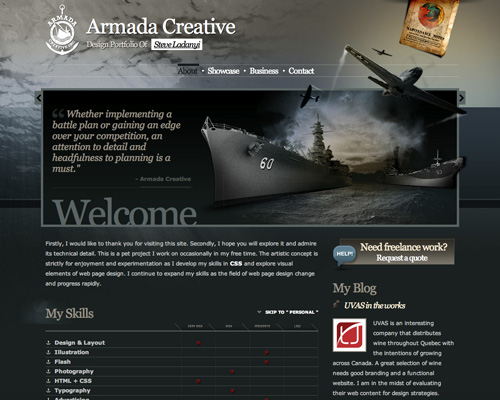 ARMADA
Armada Creative
Design Portfolio Of Steve Ladanyi
About • Showcase • Business • Contact
“ Whether implementing a
battle plan or gaining an edge
over your competition, an
attention to detail and
headfulness to planning is a
must."
- Armada Creative
60
Welcome
Firstly, I would like to thank you for visiting this site. Secondly, I hope you will explore it and admire
its technical detail. This is a pet project I work on occasionally in my free time. The artistic concept is
strictly for enjoyment and experimentation as I develop my skills in CSS and explore visual
elements of web page design. I continue to expand my skills as the field of web page design change
and progress rapidly.
HELP!
Need freelance work?
Request a quote
My Blog
UVAS in the works
UVAS is an interesting
company that distributes
wine throughout Quebec with
the intentions of growing
across Canada. A great selection of wine
needs good branding and a functional
website. I am in the midst of evaluating
their web content for design strategies.
My Skills
SKIP TO " PERSONAL "
HIGH
LOW
Design & Layout
Illustration
Flash
Photography
HTML + CSS
Typography
Advertising